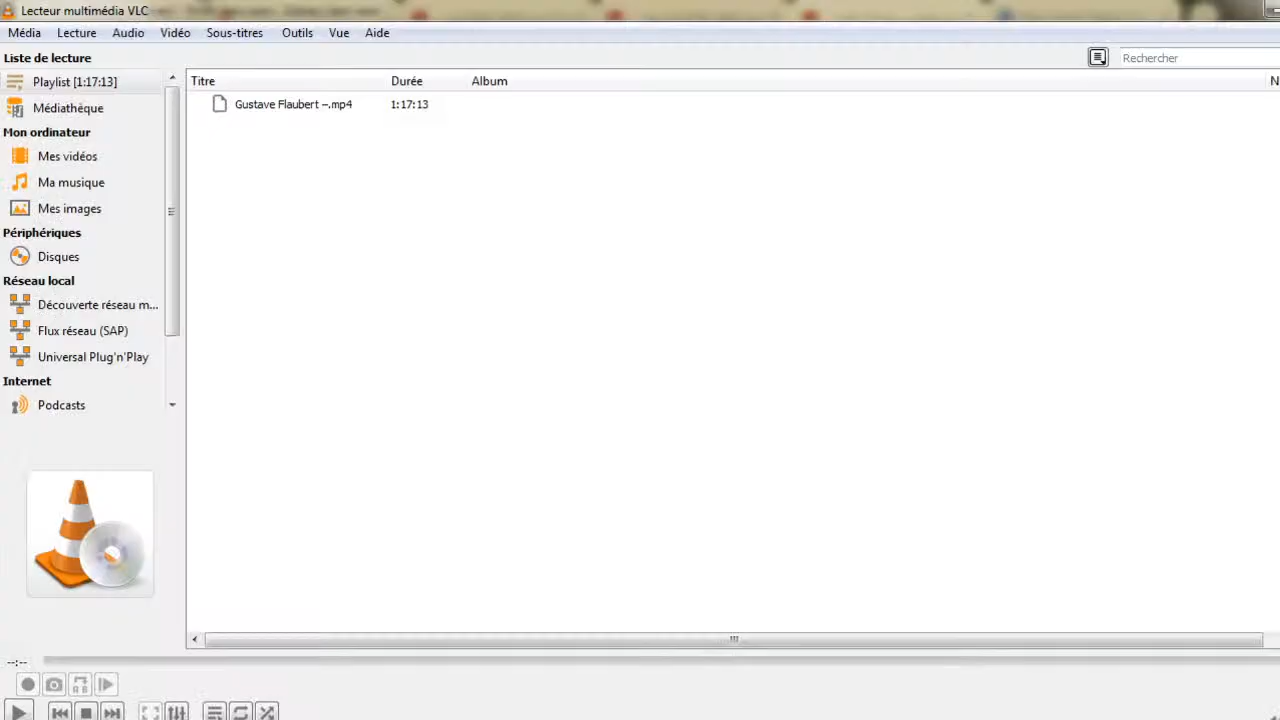 Lecteur multimédia VLC
Média Lecture Audio Vidéo Sous-titres Outils Vue Aide
Liste de lecture
Rechercher
Playlist [1:17:13]
Titre Durée Album N
Gustave Flaubert –.mp4 1:17:13
Médiathèque
Mon ordinateur
Mes vidéos
Ma musique
Mes images
Périphériques
Disques
Réseau local
Découverte réseau m...
Flux réseau (SAP)
Universal Plug'n'Play
Internet
Podcasts
--:--